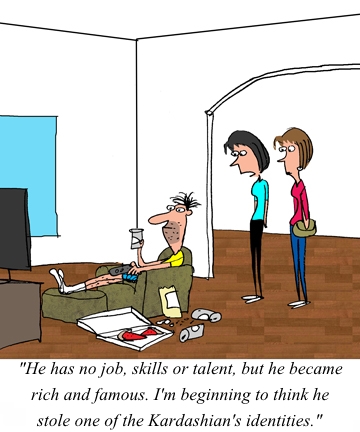 "He has no job, skills or talent, but he became
rich and famous. I'm beginning to think he
stole one of the Kardashian's identities."